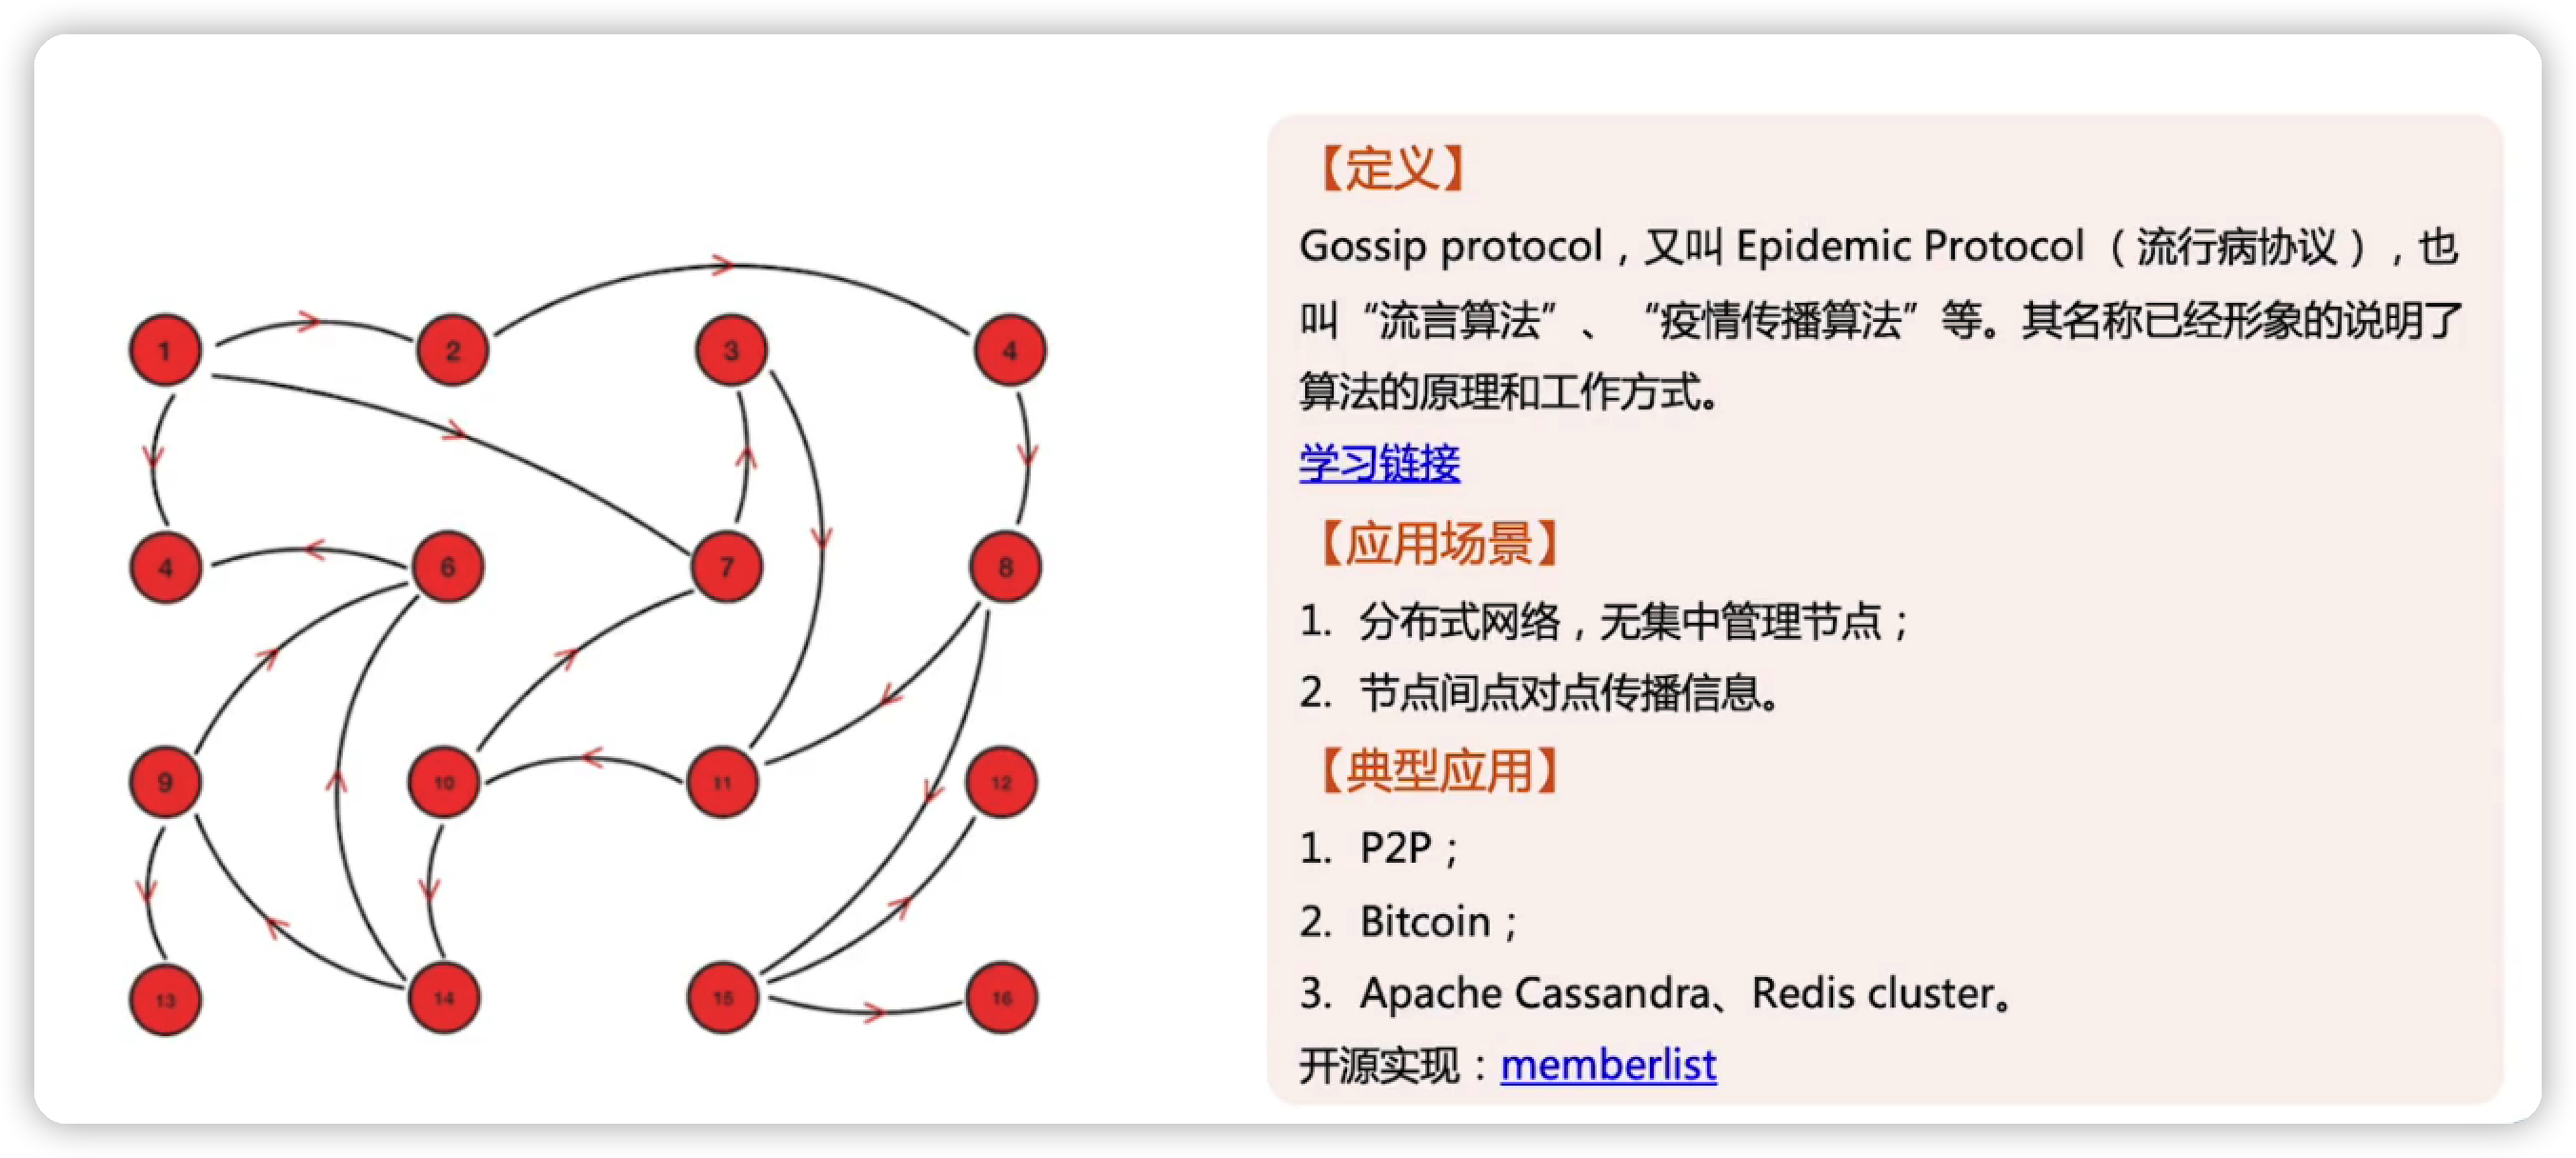 1
2
3
4
4
6
7
8
9
10
11
12
13
14
15
16
【定义】
Gossip protocol，又叫 Epidemic Protocol （流行病协议），也
叫“流言算法”、“疫情传播算法”等。其名称已经形象的说明了
算法的原理和工作方式。
学习链接
【应用场景】
1. 分布式网络，无集中管理节点；
2. 节点间点对点传播信息。
【典型应用】
1. P2P；
2. Bitcoin；
3. Apache Cassandra、Redis cluster。
开源实现：memberlist